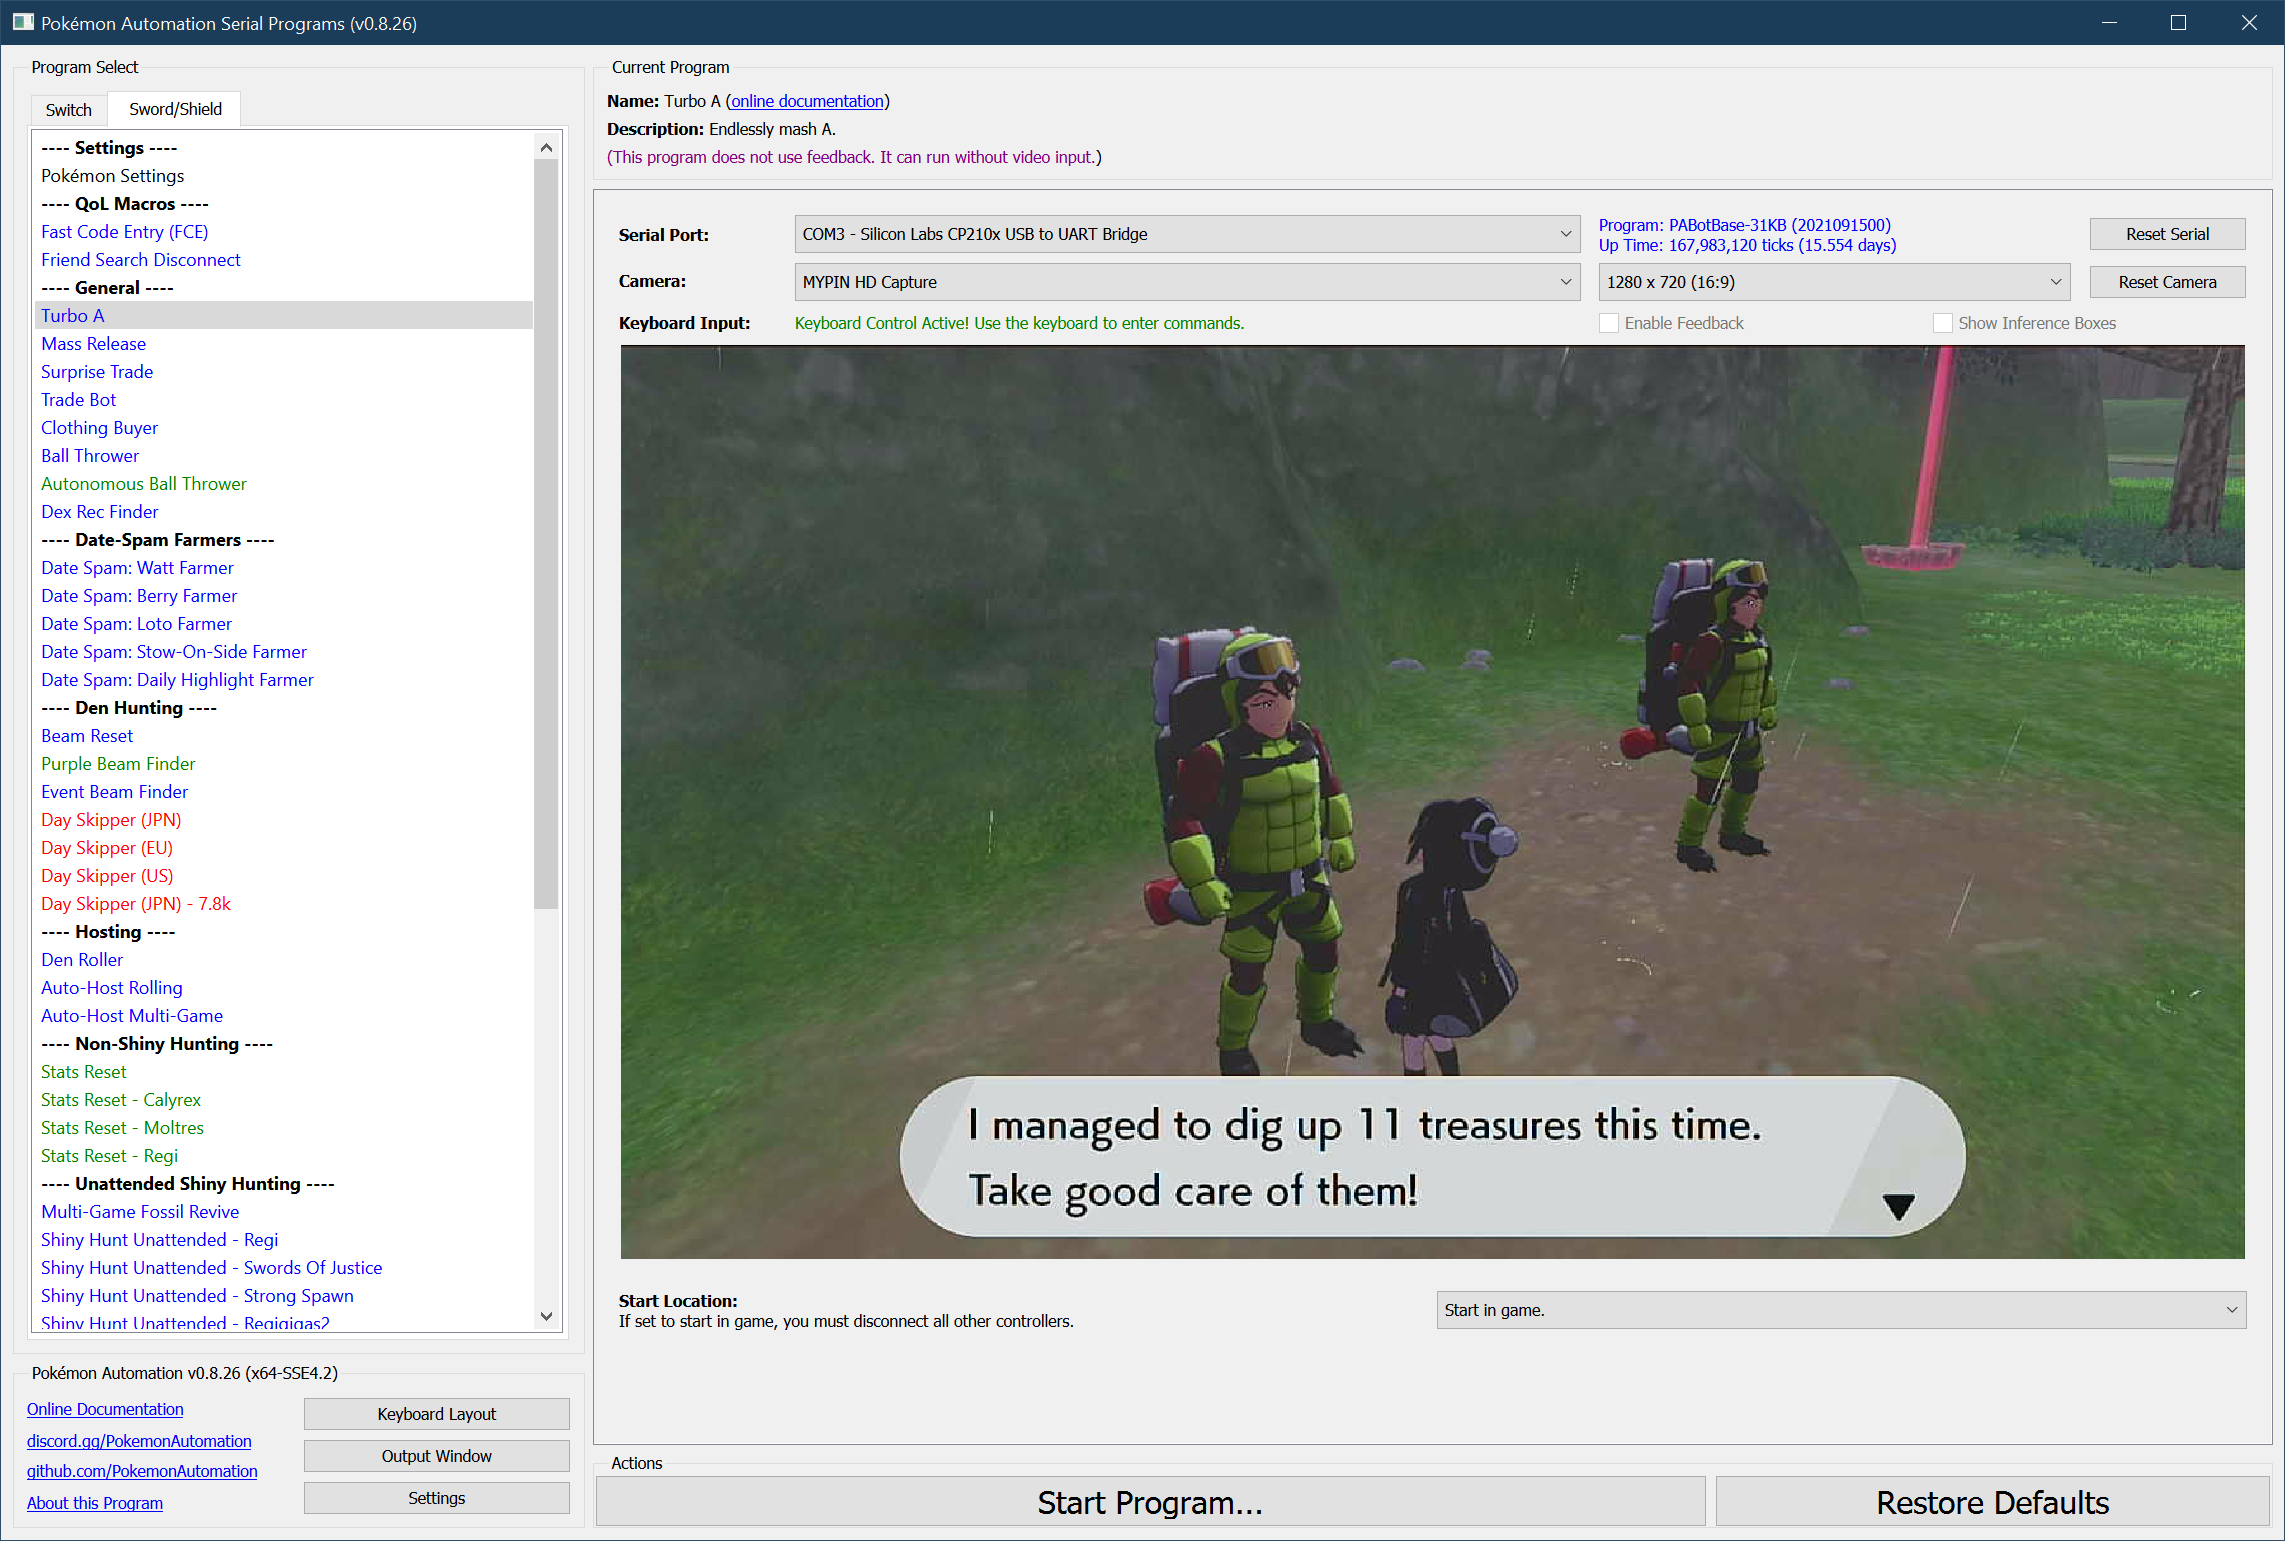 Pokémon Automation Serial Programs (v0.8.26)
Program Select
Switch
Sword/Shield
---- Settings ----
Pokémon Settings
---- QoL Macros ----
Fast Code Entry (FCE)
Friend Search Disconnect
---- General ----
Turbo A
Mass Release
Surprise Trade
Trade Bot
Clothing Buyer
Ball Thrower
Autonomous Ball Thrower
Dex Rec Finder
---- Date-Spam Farmers ----
Date Spam: Watt Farmer
Date Spam: Berry Farmer
Date Spam: Loto Farmer
Date Spam: Stow-On-Side Farmer
Date Spam: Daily Highlight Farmer
---- Den Hunting ----
Beam Reset
Purple Beam Finder
Event Beam Finder
Day Skipper (JPN)
Day Skipper (EU)
Day Skipper (US)
Day Skipper (JPN) - 7.8k
---- Hosting ----
Den Roller
Auto-Host Rolling
Auto-Host Multi-Game
---- Non-Shiny Hunting ----
Stats Reset
Stats Reset - Calyrex
Stats Reset - Moltres
Stats Reset - Regi
---- Unattended Shiny Hunting ----
Multi-Game Fossil Revive
Shiny Hunt Unattended - Regi
Shiny Hunt Unattended - Swords Of Justice
Shiny Hunt Unattended - Strong Spawn
Shiny Hunt Unattended - Regigigas2
Pokémon Automation v0.8.26 (x64-SSE4.2)
Online Documentation
discord.gg/PokemonAutomation
github.com/PokemonAutomation
About this Program
Keyboard Layout
Output Window
Settings
Current Program
Name: Turbo A (online documentation)
Description: Endlessly mash A.
(This program does not use feedback. It can run without video input.)
Serial Port:
COM3 - Silicon Labs CP210x USB to UART Bridge
Program: PABotBase-31KB (2021091500)
Up Time: 167,983,120 ticks (15.554 days)
Reset Serial
Camera:
MYPIN HD Capture
1280 x 720 (16:9)
Reset Camera
Keyboard Input:
Keyboard Control Active! Use the keyboard to enter commands.
Enable Feedback
Show Inference Boxes
I managed to dig up 11 treasures this time.
Take good care of them!
Start Location:
If set to start in game, you must disconnect all other controllers.
Start in game.
Actions
Start Program...
Restore Defaults